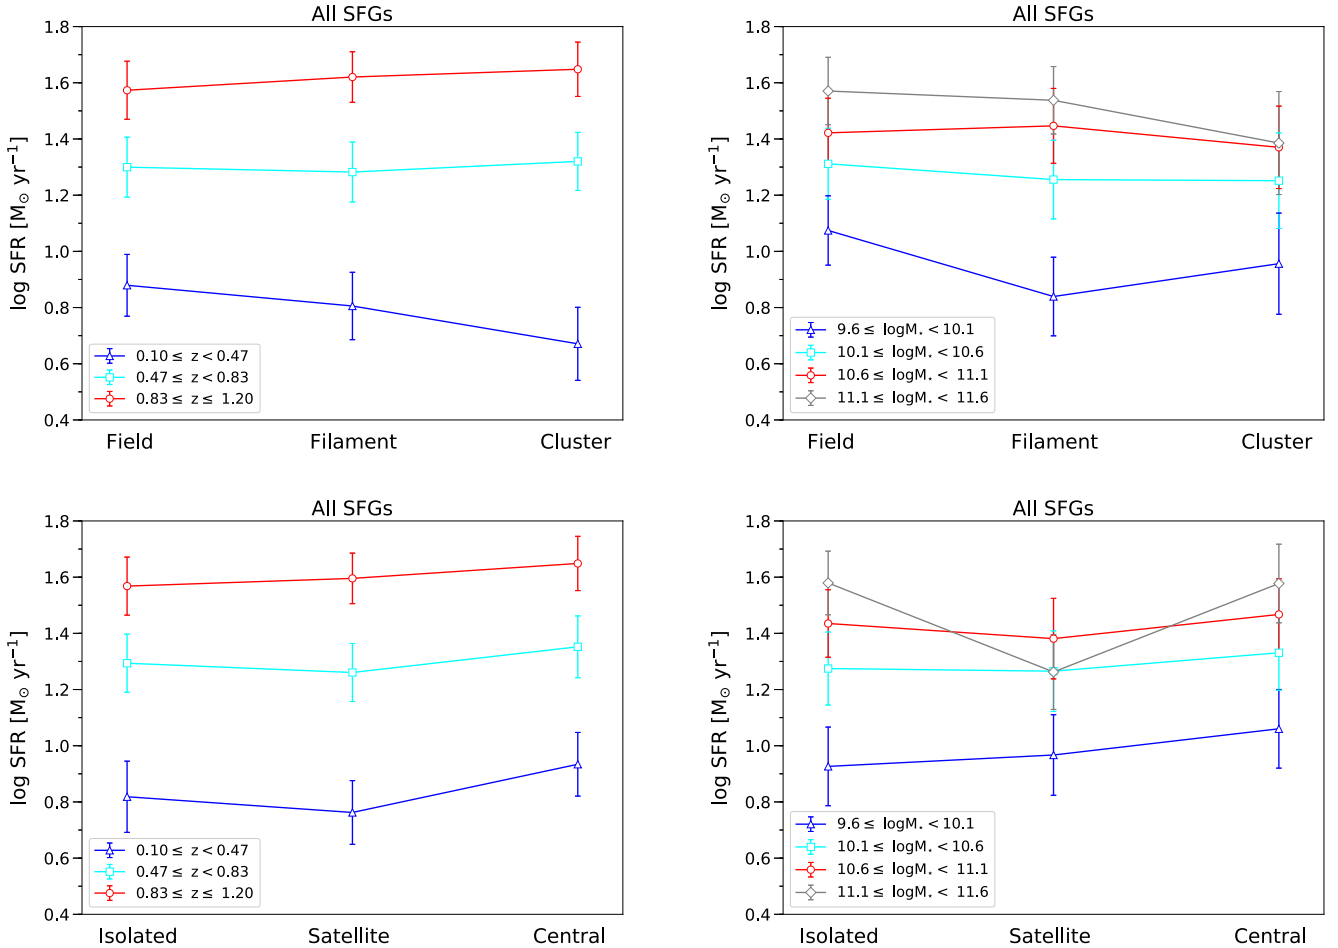 All SFGs
log SFR [M⊙ yr⁻¹]
1.8
1.6
1.4
1.2
1.0
0.8
0.6
0.4
0.10≤ z<0.47
0.47≤ z<0.83
0.83≤ z≤ 1.20
Field Filament Cluster
All SFGs
log SFR [M⊙ yr⁻¹]
1.8
1.6
1.4
1.2
1.0
0.8
0.6
0.4
9.6≤ logM⋆<10.1
10.1≤ logM⋆<10.6
10.6≤ logM⋆< 11.1
11.1≤ logM⋆< 11.6
Field Filament Cluster
All SFGs
log SFR [M⊙ yr⁻¹]
1.8
1.6
1.4
1.2
1.0
0.8
0.6
0.4
0.10≤ z<0.47
0.47≤ z<0.83
0.83≤ z≤ 1.20
Isolated Satellite Central
All SFGs
log SFR [M⊙ yr⁻¹]
1.8
1.6
1.4
1.2
1.0
0.8
0.6
0.4
9.6≤ logM⋆<10.1
10.1≤ logM⋆<10.6
10.6≤ logM⋆< 11.1
11.1≤ logM⋆< 11.6
Isolated Satellite Central